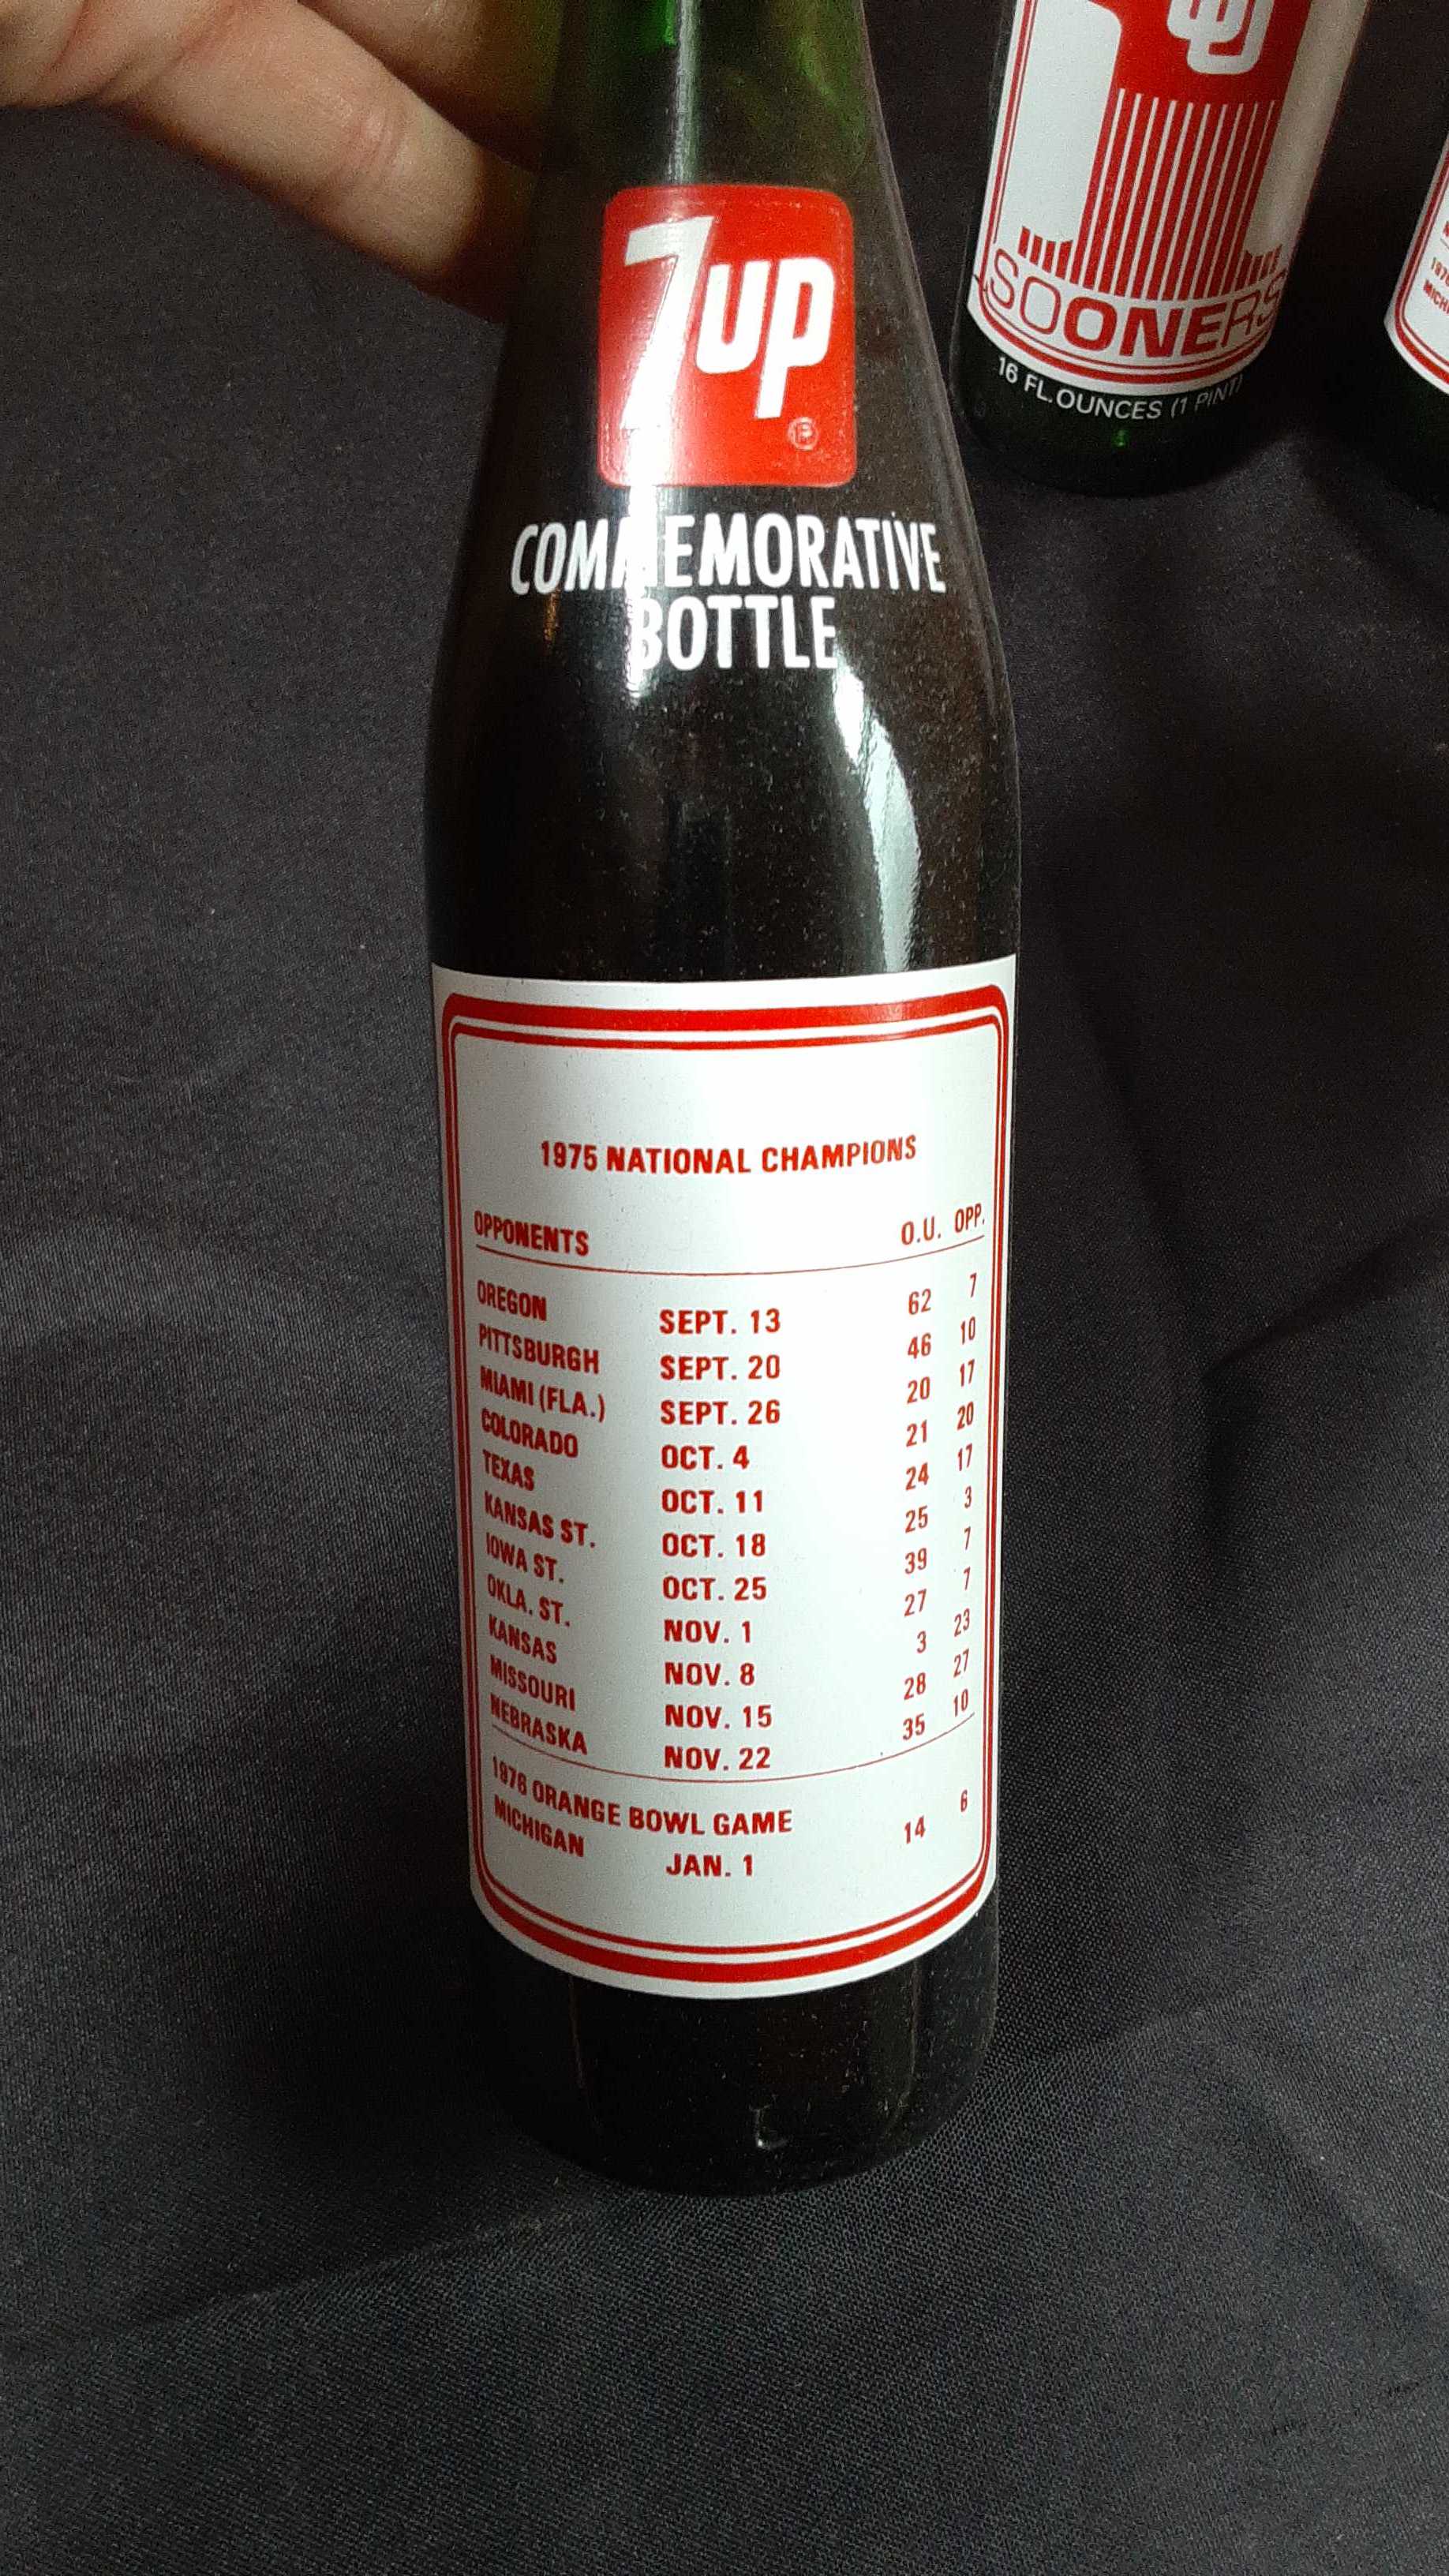 7up
®
COMMEMORATIVE
BOTTLE
1975 NATIONAL CHAMPIONS
OPPONENTS O.U. OPP.
OREGON SEPT. 13 62 7
PITTSBURGH SEPT. 20 46 10
MIAMI (FLA.) SEPT. 26 20 17
COLORADO OCT. 4 21 20
TEXAS OCT. 11 24 17
KANSAS ST. OCT. 18 25 3
IOWA ST. OCT. 25 39 7
OKLA. ST. NOV. 1 27 7
KANSAS NOV. 8 3 23
MISSOURI NOV. 15 28 27
NEBRASKA NOV. 22 35 10
1976 ORANGE BOWL GAME
MICHIGAN JAN. 1 14 6
OU
SOONERS
16 FL.OUNCES (1 PINT)